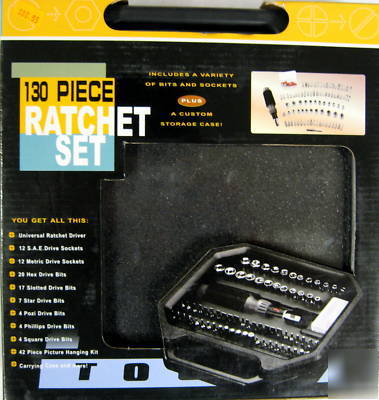 130 PIECE
RATCHET
SET
INCLUDES A VARIETY
OF BITS AND SOCKETS
PLUS
A CUSTOM
STORAGE CASE!
YOU GET ALL THIS:
Universal Ratchet Driver
12 S.A.E. Drive Sockets
12 Metric Drive Sockets
20 Hex Drive Bits
17 Slotted Drive Bits
7 Star Drive Bits
4 Pozi Drive Bits
4 Phillips Drive Bits
4 Square Drive Bits
42 Piece Picture Hanging Kit
Carrying Case and More!